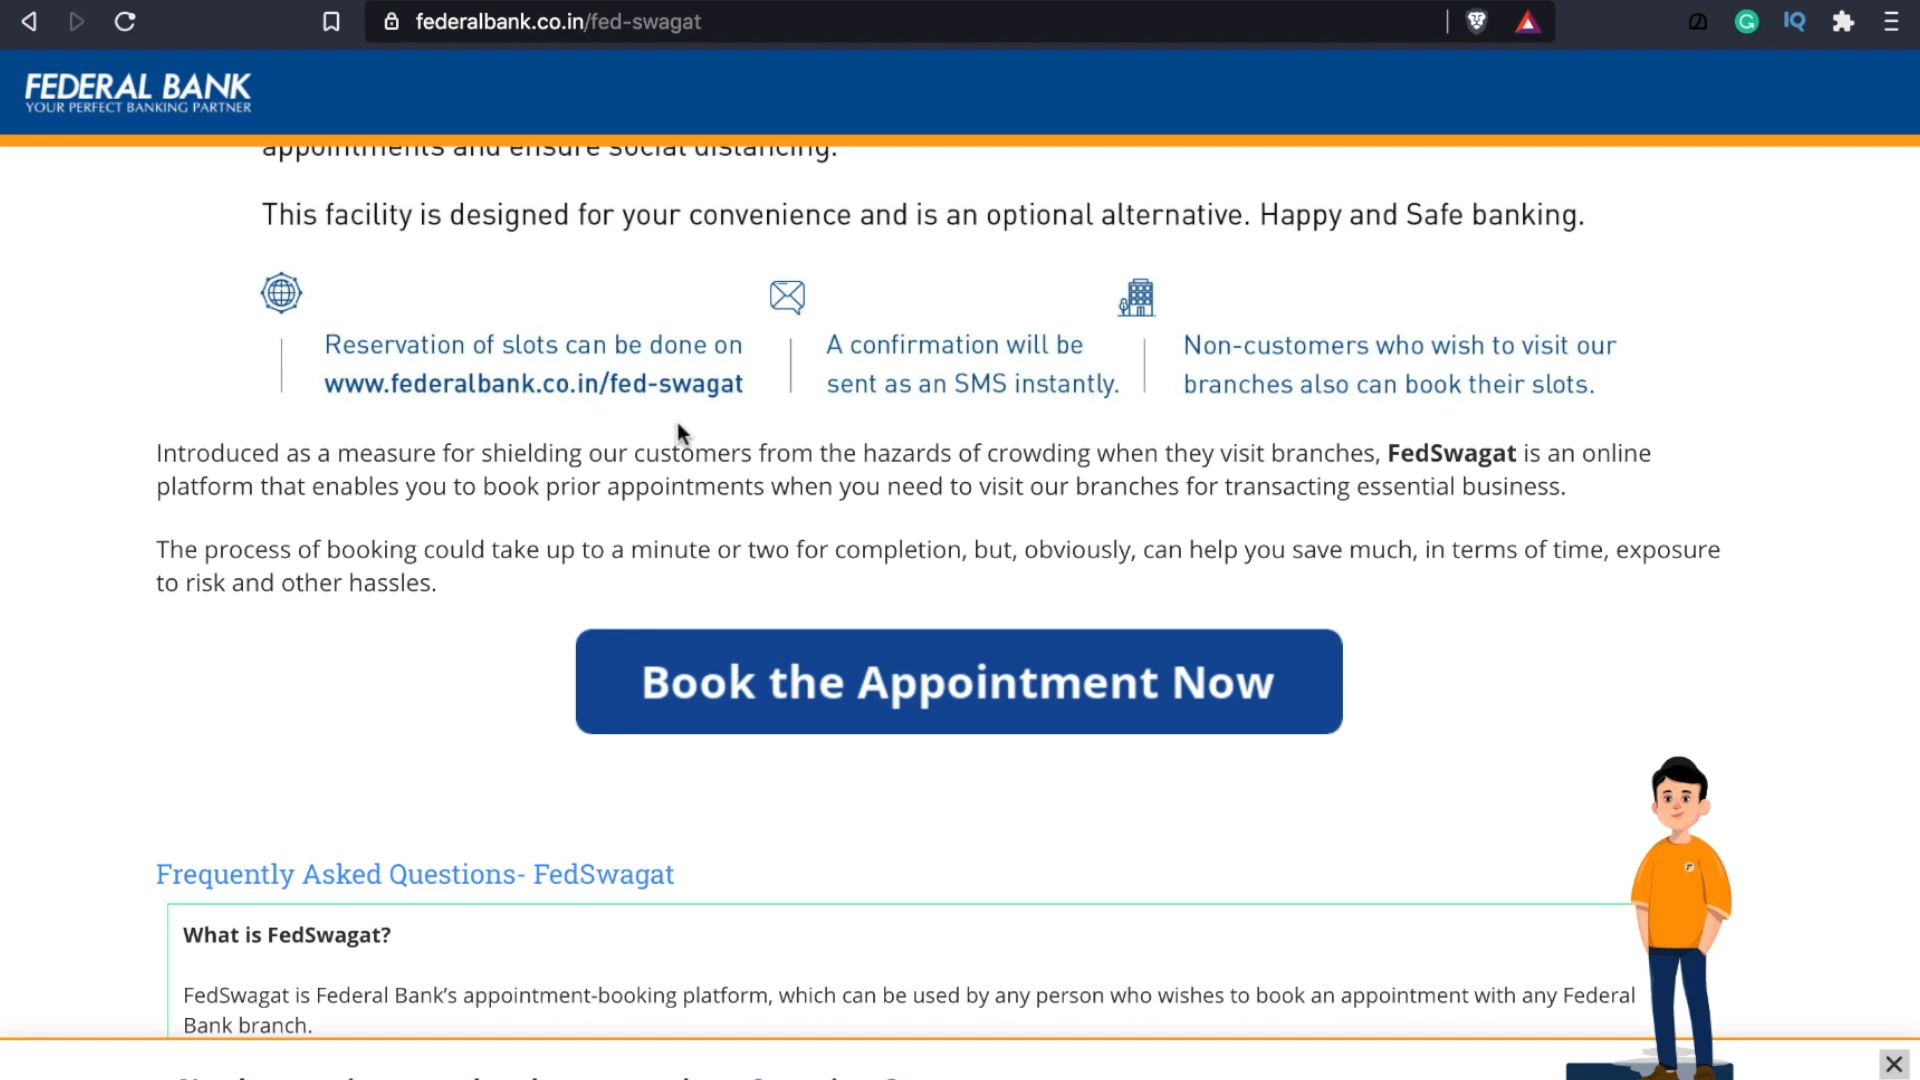 federalbank.co.in/fed-swagat
G
IQ
FEDERAL BANK
YOUR PERFECT BANKING PARTNER
appointments and ensure social distancing.
This facility is designed for your convenience and is an optional alternative. Happy and Safe banking.
Reservation of slots can be done on
www.federalbank.co.in/fed-swagat
A confirmation will be
sent as an SMS instantly.
Non-customers who wish to visit our
branches also can book their slots.
Introduced as a measure for shielding our customers from the hazards of crowding when they visit branches, FedSwagat is an online
platform that enables you to book prior appointments when you need to visit our branches for transacting essential business.
The process of booking could take up to a minute or two for completion, but, obviously, can help you save much, in terms of time, exposure
to risk and other hassles.
Book the Appointment Now
Frequently Asked Questions- FedSwagat
What is FedSwagat?
FedSwagat is Federal Bank’s appointment-booking platform, which can be used by any person who wishes to book an appointment with any Federal
Bank branch.